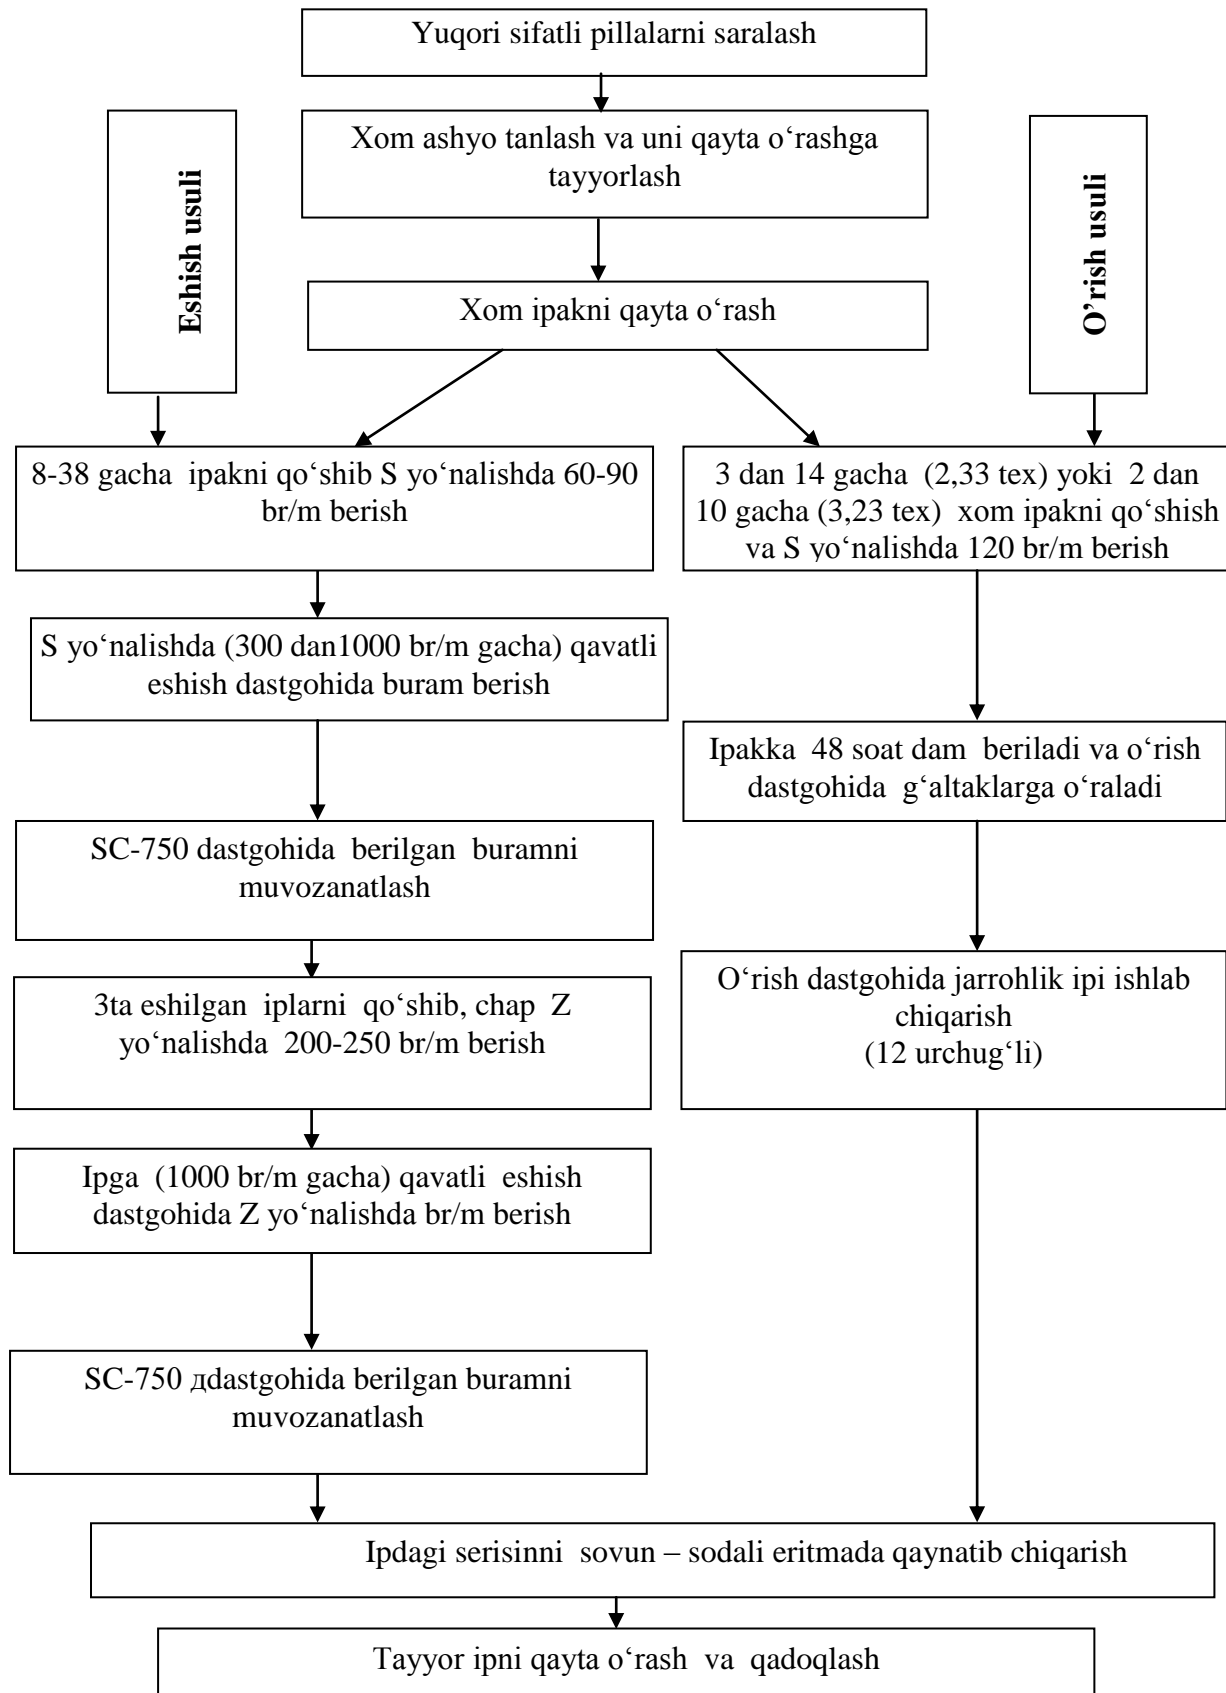 Yuqori sifatli pillalarni saralash
Xom ashyo tanlash va uni qayta o‘rashga
tayyorlash
Eshish usuli
O’rish usuli
Xom ipakni qayta o‘rash
8-38 gacha ipakni qo‘shib S yo‘nalishda 60-90
br/m berish
3 dan 14 gacha (2,33 tex) yoki 2 dan
10 gacha (3,23 tex) xom ipakni qo‘shish
va S yo‘nalishda 120 br/m berish
S yo‘nalishda (300 dan1000 br/m gacha) qavatli
eshish dastgohida buram berish
Ipakka 48 soat dam beriladi va o‘rish
dastgohida g‘altaklarga o‘raladi
SC-750 dastgohida berilgan buramni
muvozanatlash
3ta eshilgan iplarni qo‘shib, chap Z
yo‘nalishda 200-250 br/m berish
O‘rish dastgohida jarrohlik ipi ishlab
chiqarish
(12 urchug‘li)
Ipga (1000 br/m gacha) qavatli eshish
dastgohida Z yo‘nalishda br/m berish
SC-750 дdastgohida berilgan buramni
muvozanatlash
Ipdagi serisinni sovun – sodali eritmada qaynatib chiqarish
Tayyor ipni qayta o‘rash va qadoqlash